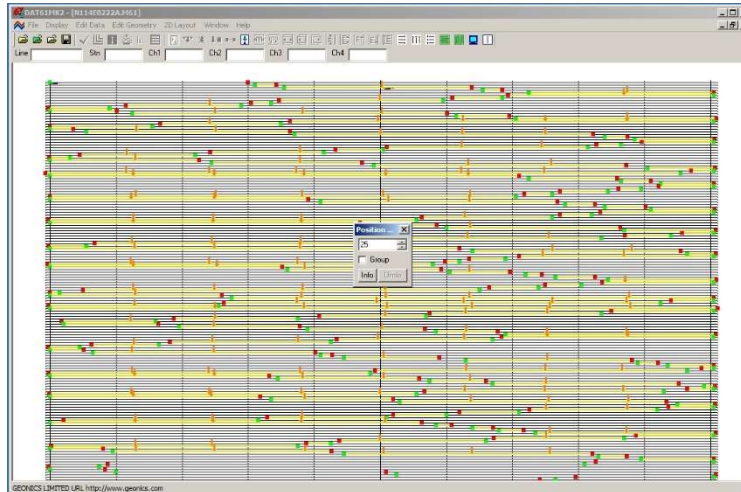 DAT61MK2 - [N114E0222A.M61]
File Display Edit Data Edit Geometry 2D Layout Window Help
Line Stn Ch1 Ch2 Ch3 Ch4
Position ...
25
Group
Info Undo
GEONICS LIMITED URL http://www.geonics.com